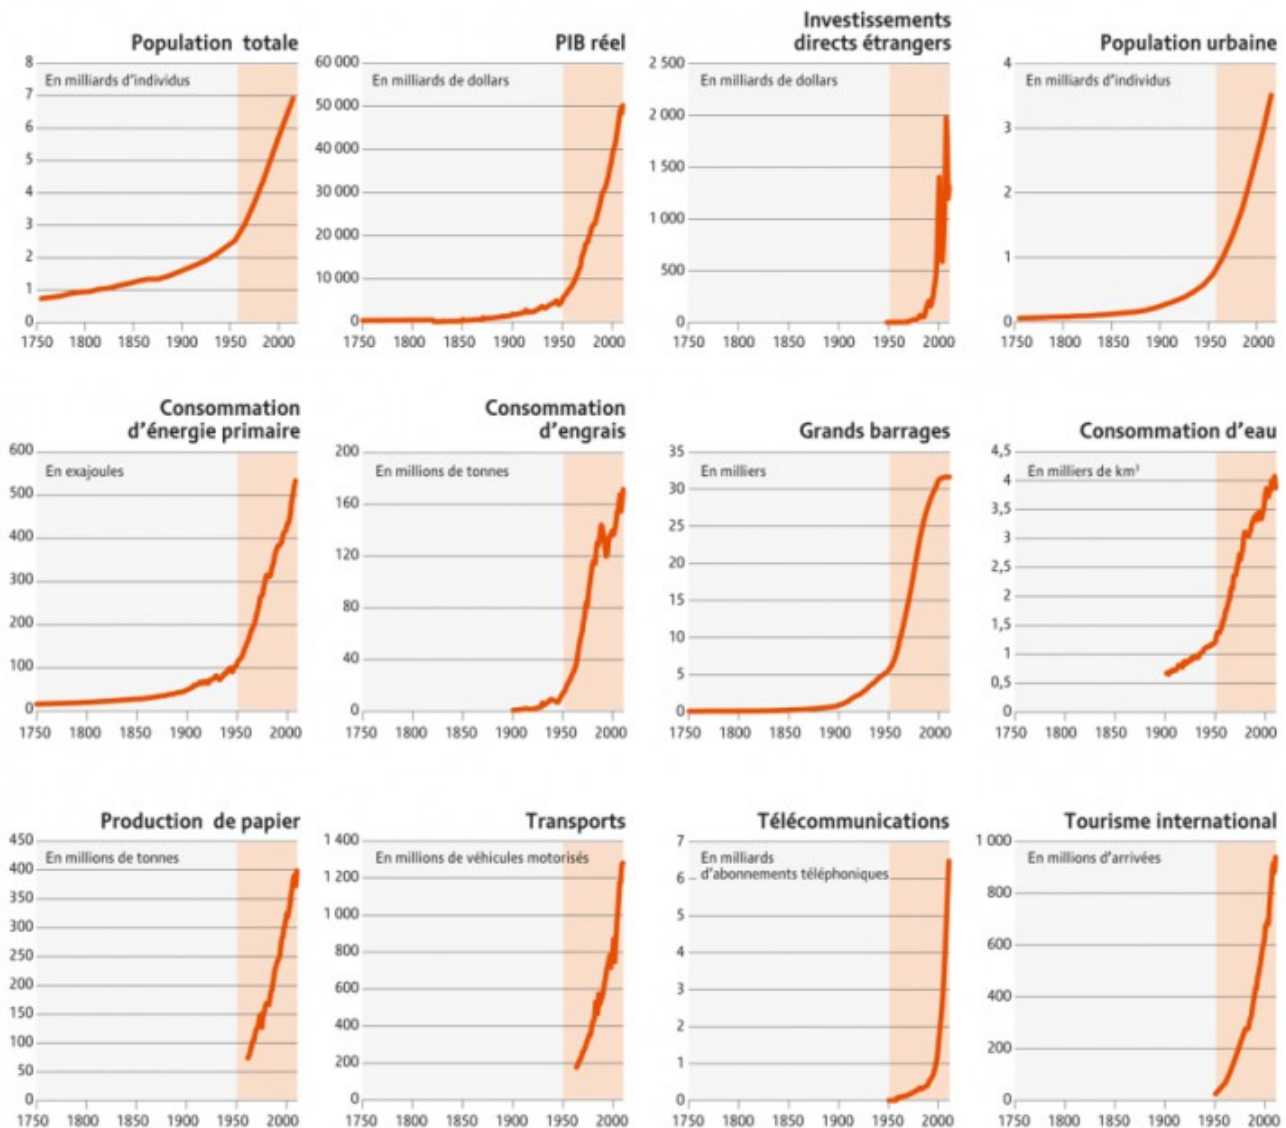 Population totale
En milliards d'individus
8
7
6
5
4
3
2
1
0
1750 1800 1850 1900 1950 2000
PIB réel
En milliards de dollars
60 000
50 000
40 000
30 000
20 000
10 000
0
1750 1800 1850 1900 1950 2000
Investissements
directs étrangers
En milliards de dollars
2 500
2 000
1 500
1 000
500
0
1750 1800 1850 1900 1950 2000
Population urbaine
En milliards d'individus
4
3
2
1
0
1750 1800 1850 1900 1950 2000
Consommation
d'énergie primaire
En exajoules
600
500
400
300
200
100
0
1750 1800 1850 1900 1950 2000
Consommation
d'engrais
En millions de tonnes
200
160
120
80
40
0
1750 1800 1850 1900 1950 2000
Grands barrages
En milliers
35
30
25
20
15
10
5
0
1750 1800 1850 1900 1950 2000
Consommation d'eau
En milliers de km³
4,5
4
3,5
3
2,5
2
1,5
1
0,5
0
1750 1800 1850 1900 1950 2000
Production de papier
En millions de tonnes
450
400
350
300
250
200
150
100
50
0
1750 1800 1850 1900 1950 2000
Transports
En millions de véhicules motorisés
1 400
1 200
1 000
800
600
400
200
0
1750 1800 1850 1900 1950 2000
Télécommunications
En milliards
d'abonnements téléphoniques
7
6
5
4
3
2
1
0
1750 1800 1850 1900 1950 2000
Tourisme international
En millions d'arrivées
1 000
800
600
400
200
0
1750 1800 1850 1900 1950 2000